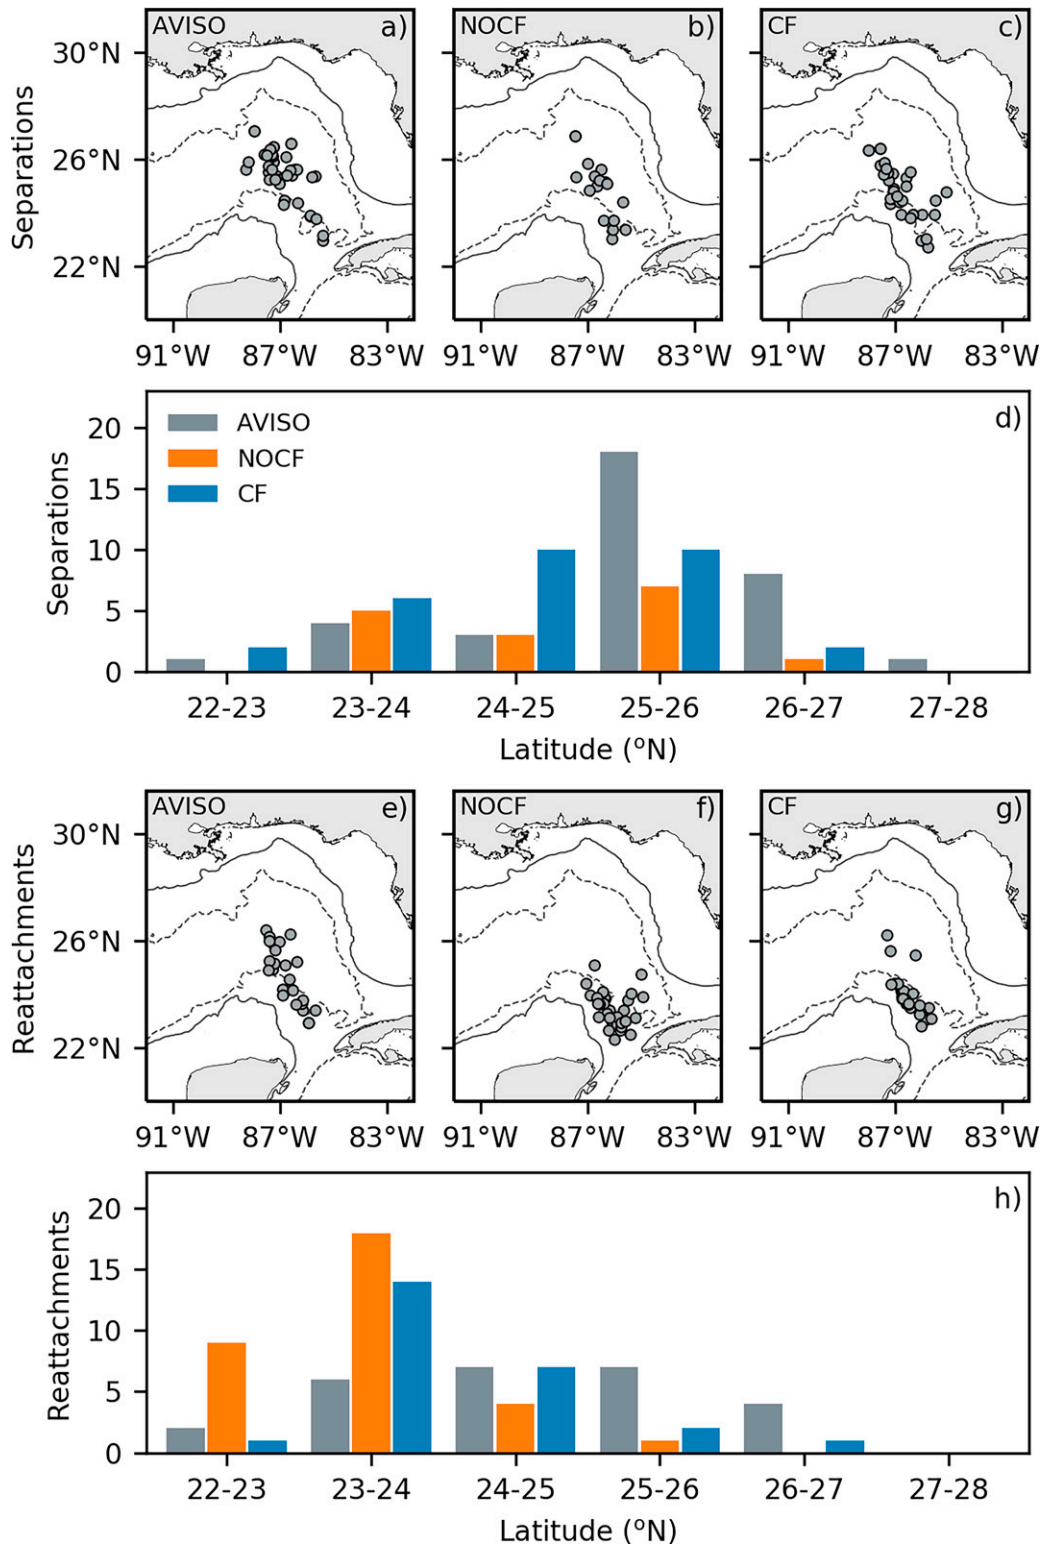 AVISO a) NOCF b) CF c)
30°N
26°N
22°N
Separations
91°W 87°W 83°W 91°W 87°W 83°W 91°W 87°W 83°W
d)
AVISO
NOCF
CF
20
15
10
5
0
Separations
22-23 23-24 24-25 25-26 26-27 27-28
Latitude (°N)
AVISO e) NOCF f) CF g)
30°N
26°N
22°N
Reattachments
91°W 87°W 83°W 91°W 87°W 83°W 91°W 87°W 83°W
h)
20
15
10
5
0
Reattachments
22-23 23-24 24-25 25-26 26-27 27-28
Latitude (°N)